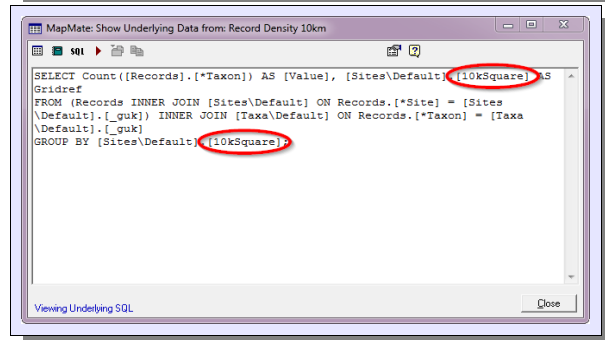 MapMate: Show Underlying Data from: Record Density 10km
SQL
SELECT Count([Records].[*Taxon]) AS [Value], [Sites\Default].[10kSquare] AS
Gridref
FROM (Records INNER JOIN [Sites\Default] ON Records.[*Site] = [Sites
\Default].[_guk]) INNER JOIN [Taxa\Default] ON Records.[*Taxon] = [Taxa
\Default].[_guk]
GROUP BY [Sites\Default].[10kSquare];
Viewing Underlying SQL
Close